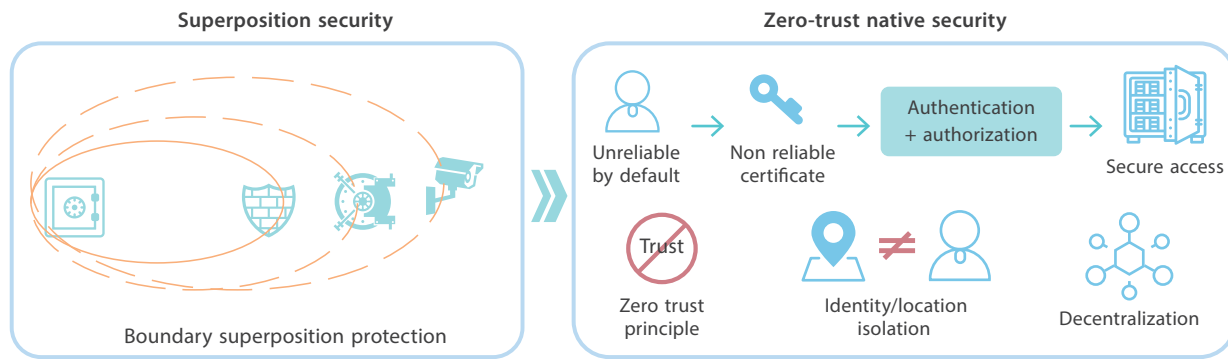 Superposition security
Zero-trust native security
Boundary superposition protection
Unreliable
by default
Non reliable
certificate
Authentication
+ authorization
Secure access
Trust
Zero trust
principle
Identity/location
isolation
Decentralization